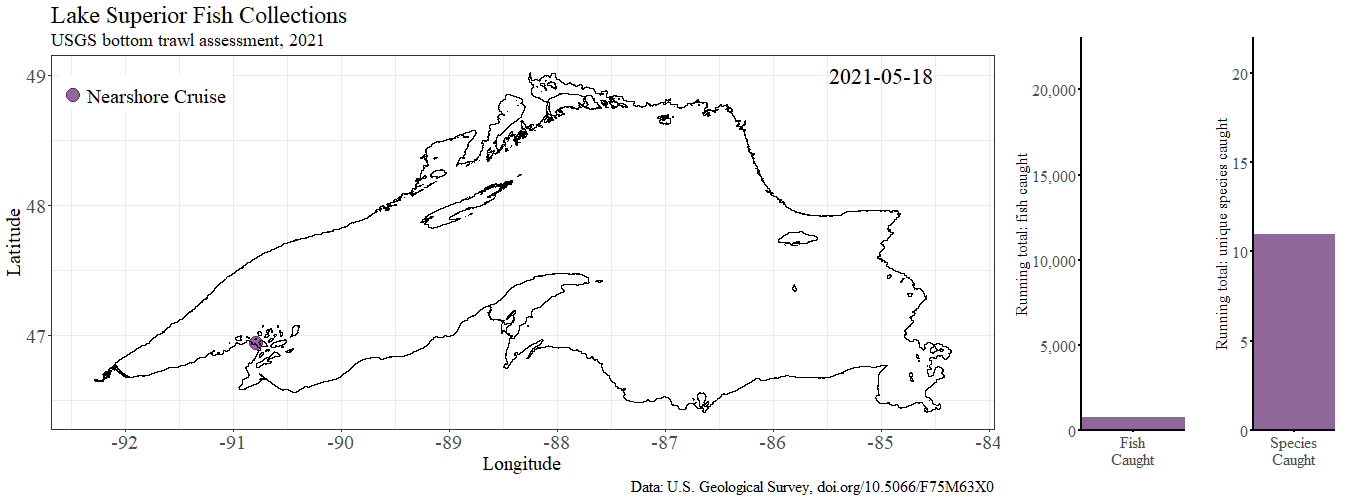 Lake Superior Fish Collections
USGS bottom trawl assessment, 2021
2021-05-18
Nearshore Cruise
Latitude
49
48
47
-92
-91
-90
-89
-88
-87
-86
-85
-84
Longitude
Data: U.S. Geological Survey, doi.org/10.5066/F75M63X0
Running total: fish caught
20,000
15,000
10,000
5,000
0
Fish
Caught
Running total: unique species caught
20
15
10
5
0
Species
Caught